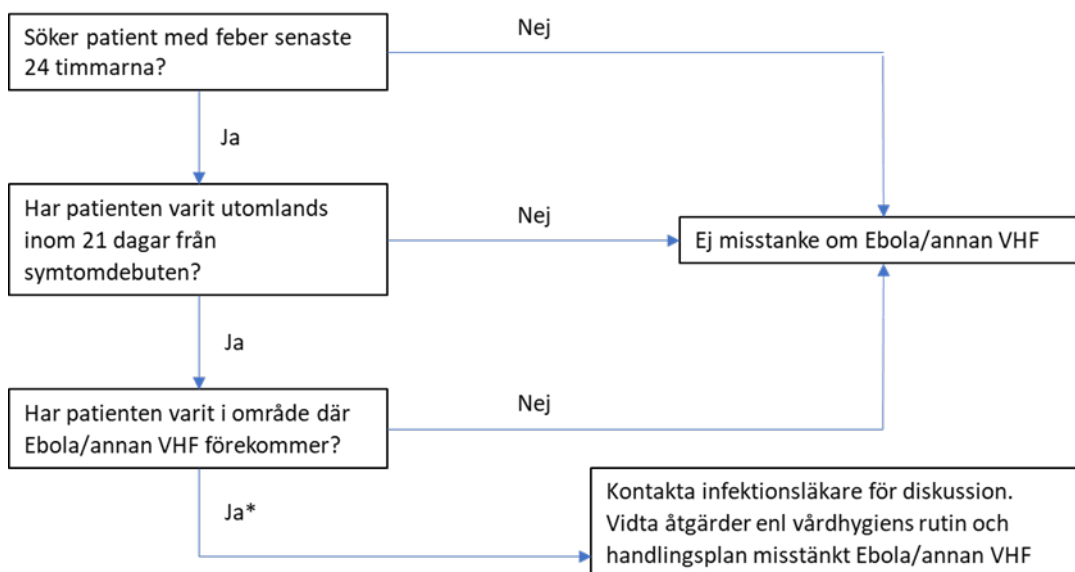 Söker patient med feber senaste
24 timmarna?
Nej
Ja
Har patienten varit utomlands
inom 21 dagar från
symtomdebuten?
Nej
Ej misstanke om Ebola/annan VHF
Ja
Har patienten varit i område där
Ebola/annan VHF förekommer?
Nej
Ja*
Kontakta infektionsläkare för diskussion.
Vidta åtgärder enl vårdhygiens rutin och
handlingsplan misstänkt Ebola/annan VHF